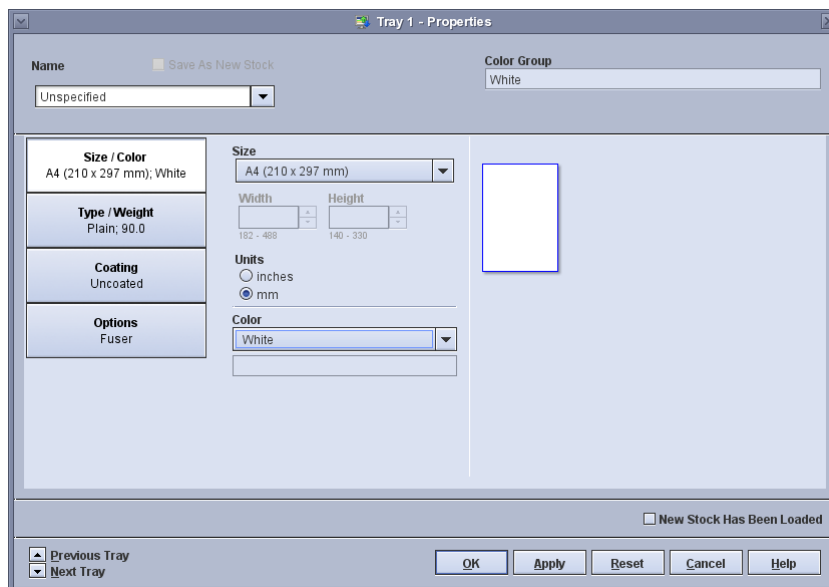 Tray 1 - Properties
Name
Save As New Stock
Color Group
Unspecified
White
Size / Color
A4 (210 x 297 mm); White
Type / Weight
Plain; 90.0
Coating
Uncoated
Options
Fuser
Size
A4 (210 x 297 mm)
Width Height
182 - 488 140 - 330
Units
inches
mm
Color
White
New Stock Has Been Loaded
Previous Tray
Next Tray
OK Apply Reset Cancel Help